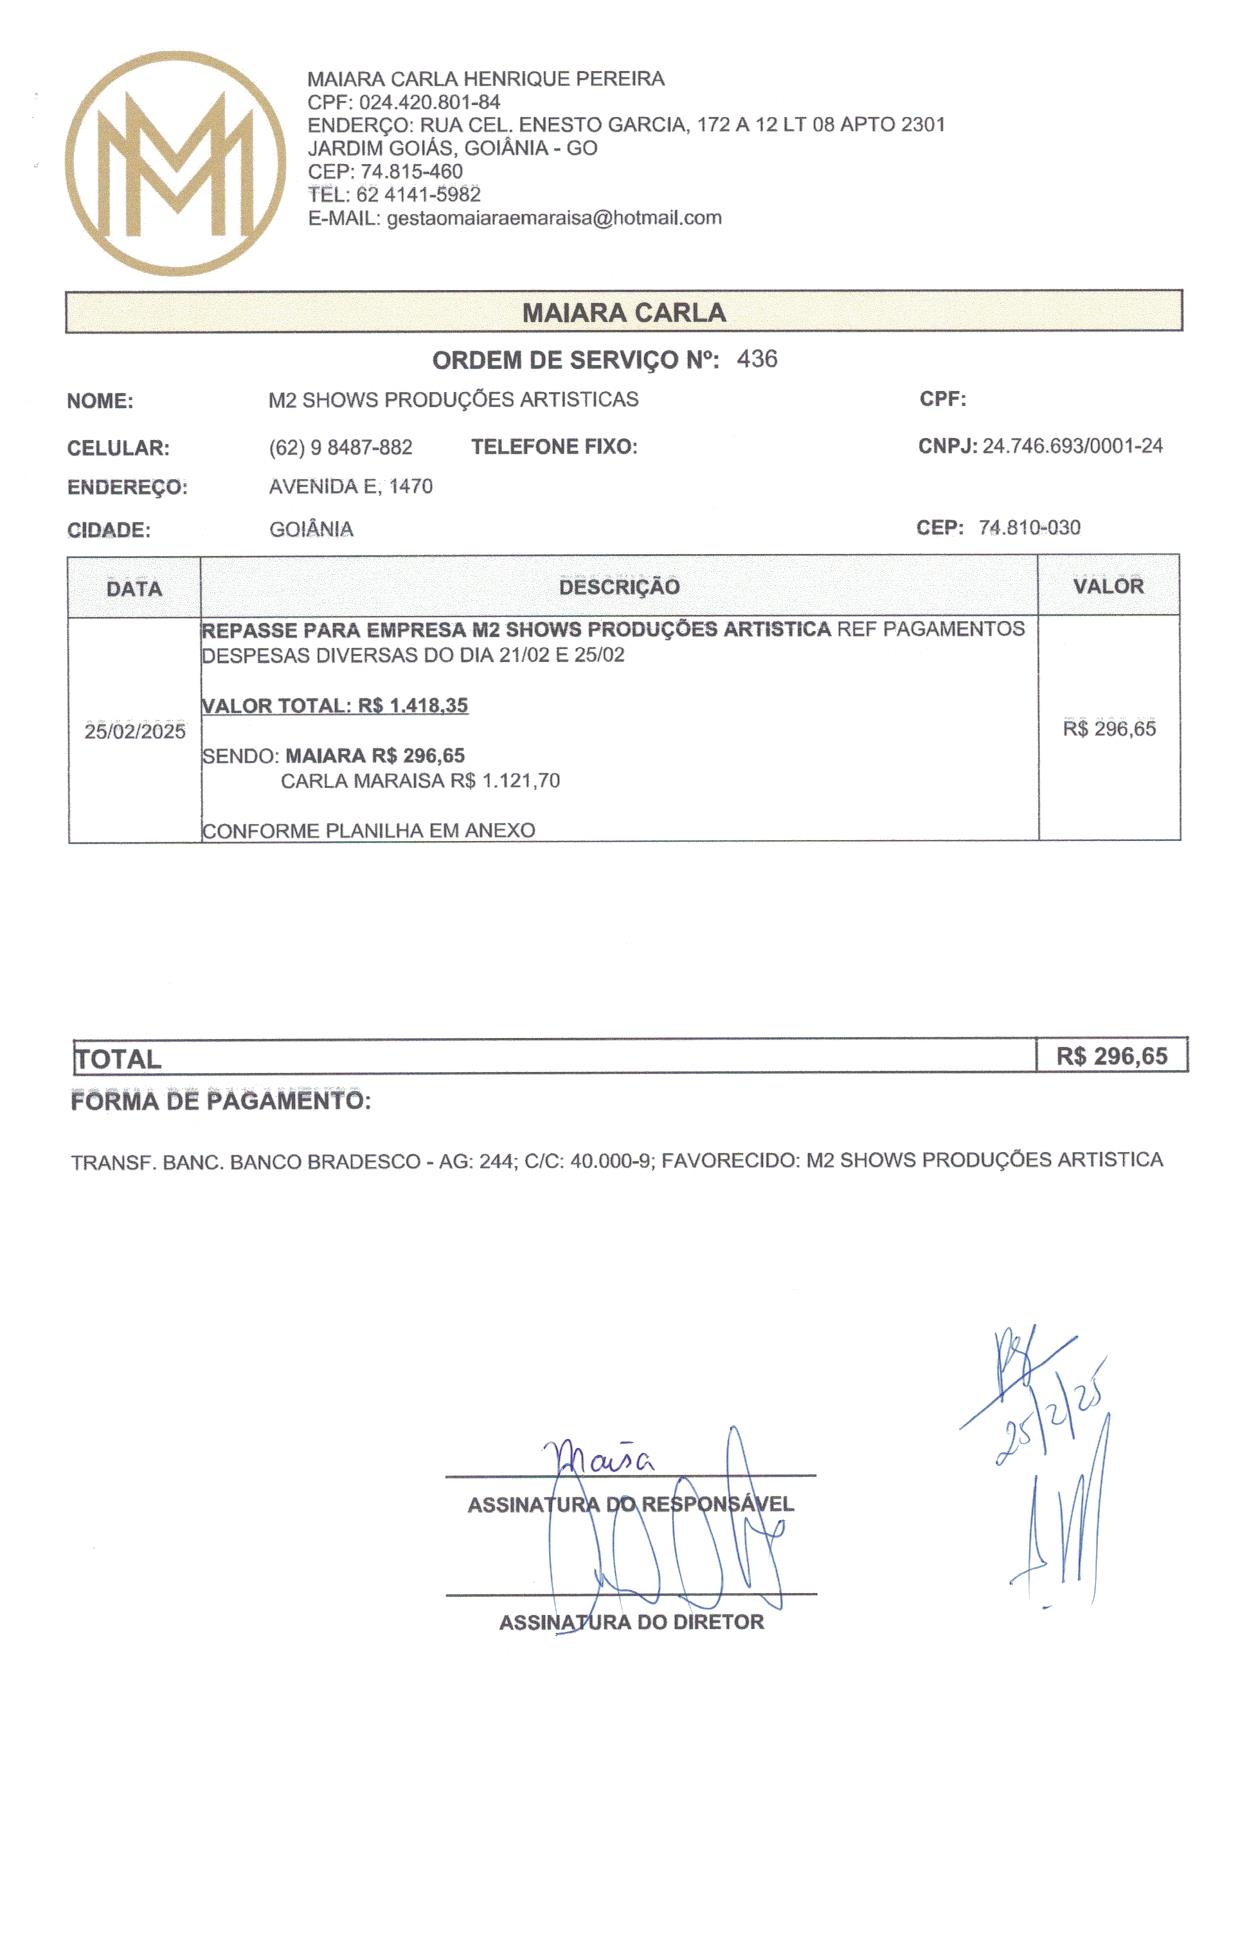 MAIARA CARLA HENRIQUE PEREIRA
CPF: 024.420.801-84
ENDERÇO: RUA CEL. ENESTO GARCIA, 172 A 12 LT 08 APTO 2301
JARDIM GOIÁS, GOIÂNIA - GO
CEP: 74.815-460
TEL: 62 4141-5982
E-MAIL: gestaomaiaraemaraisa@hotmail.com
MAIARA CARLA
ORDEM DE SERVIÇO Nº: 436
NOME: M2 SHOWS PRODUÇÕES ARTISTICAS CPF:
CELULAR: (62) 9 8487-882 TELEFONE FIXO: CNPJ: 24.746.693/0001-24
ENDEREÇO: AVENIDA E, 1470
CIDADE: GOIÂNIA CEP: 74.810-030
DATA DESCRIÇÃO VALOR
REPASSE PARA EMPRESA M2 SHOWS PRODUÇÕES ARTISTICA REF PAGAMENTOS
DESPESAS DIVERSAS DO DIA 21/02 E 25/02
VALOR TOTAL: R$ 1.418,35
25/02/2025 R$ 296,65
SENDO: MAIARA R$ 296,65
CARLA MARAISA R$ 1.121,70
CONFORME PLANILHA EM ANEXO
TOTAL R$ 296,65
FORMA DE PAGAMENTO:
TRANSF. BANC. BANCO BRADESCO - AG: 244; C/C: 40.000-9; FAVORECIDO: M2 SHOWS PRODUÇÕES ARTISTICA
25/2/25
Maisa
ASSINATURA DO RESPONSÁVEL
ASSINATURA DO DIRETOR